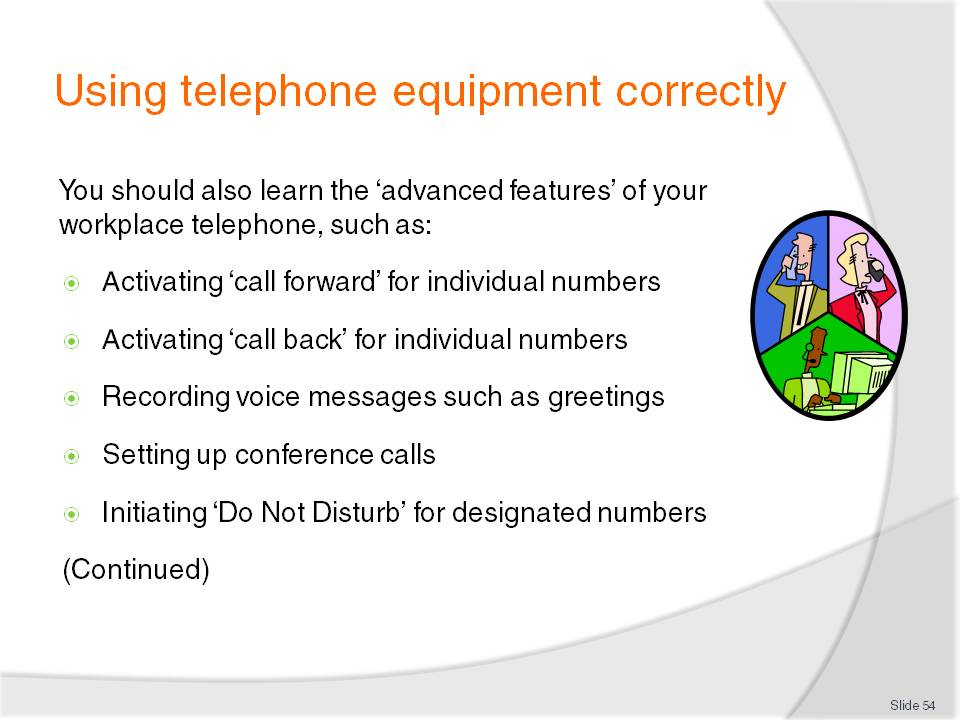 Using telephone equipment correctly
You should also learn the ‘advanced features’ of your
workplace telephone, such as:
Activating ‘call forward’ for individual numbers
Activating ‘call back’ for individual numbers
Recording voice messages such as greetings
Setting up conference calls
Initiating ‘Do Not Disturb’ for designated numbers
(Continued)
Slide 54